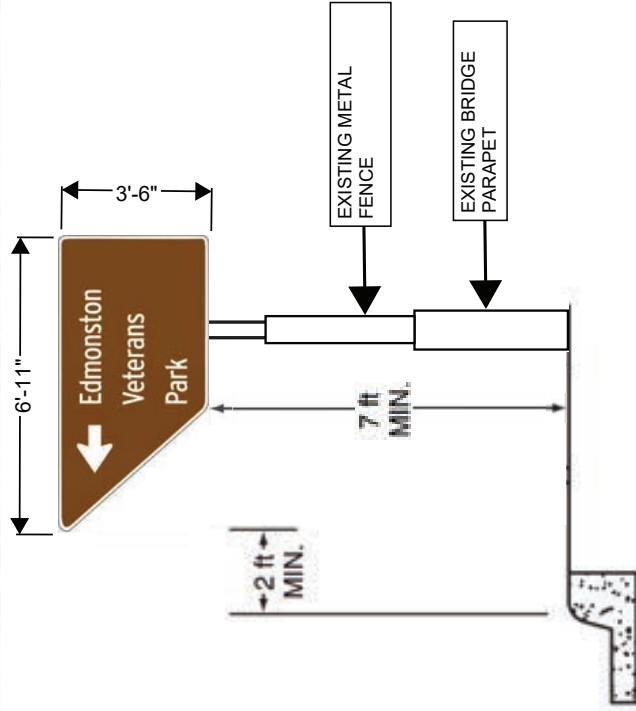 6'-11"
3'-6"
Edmonston
Veterans
Park
EXISTING METAL
FENCE
EXISTING BRIDGE
PARAPET
7 ft
MIN.
2 ft
MIN.